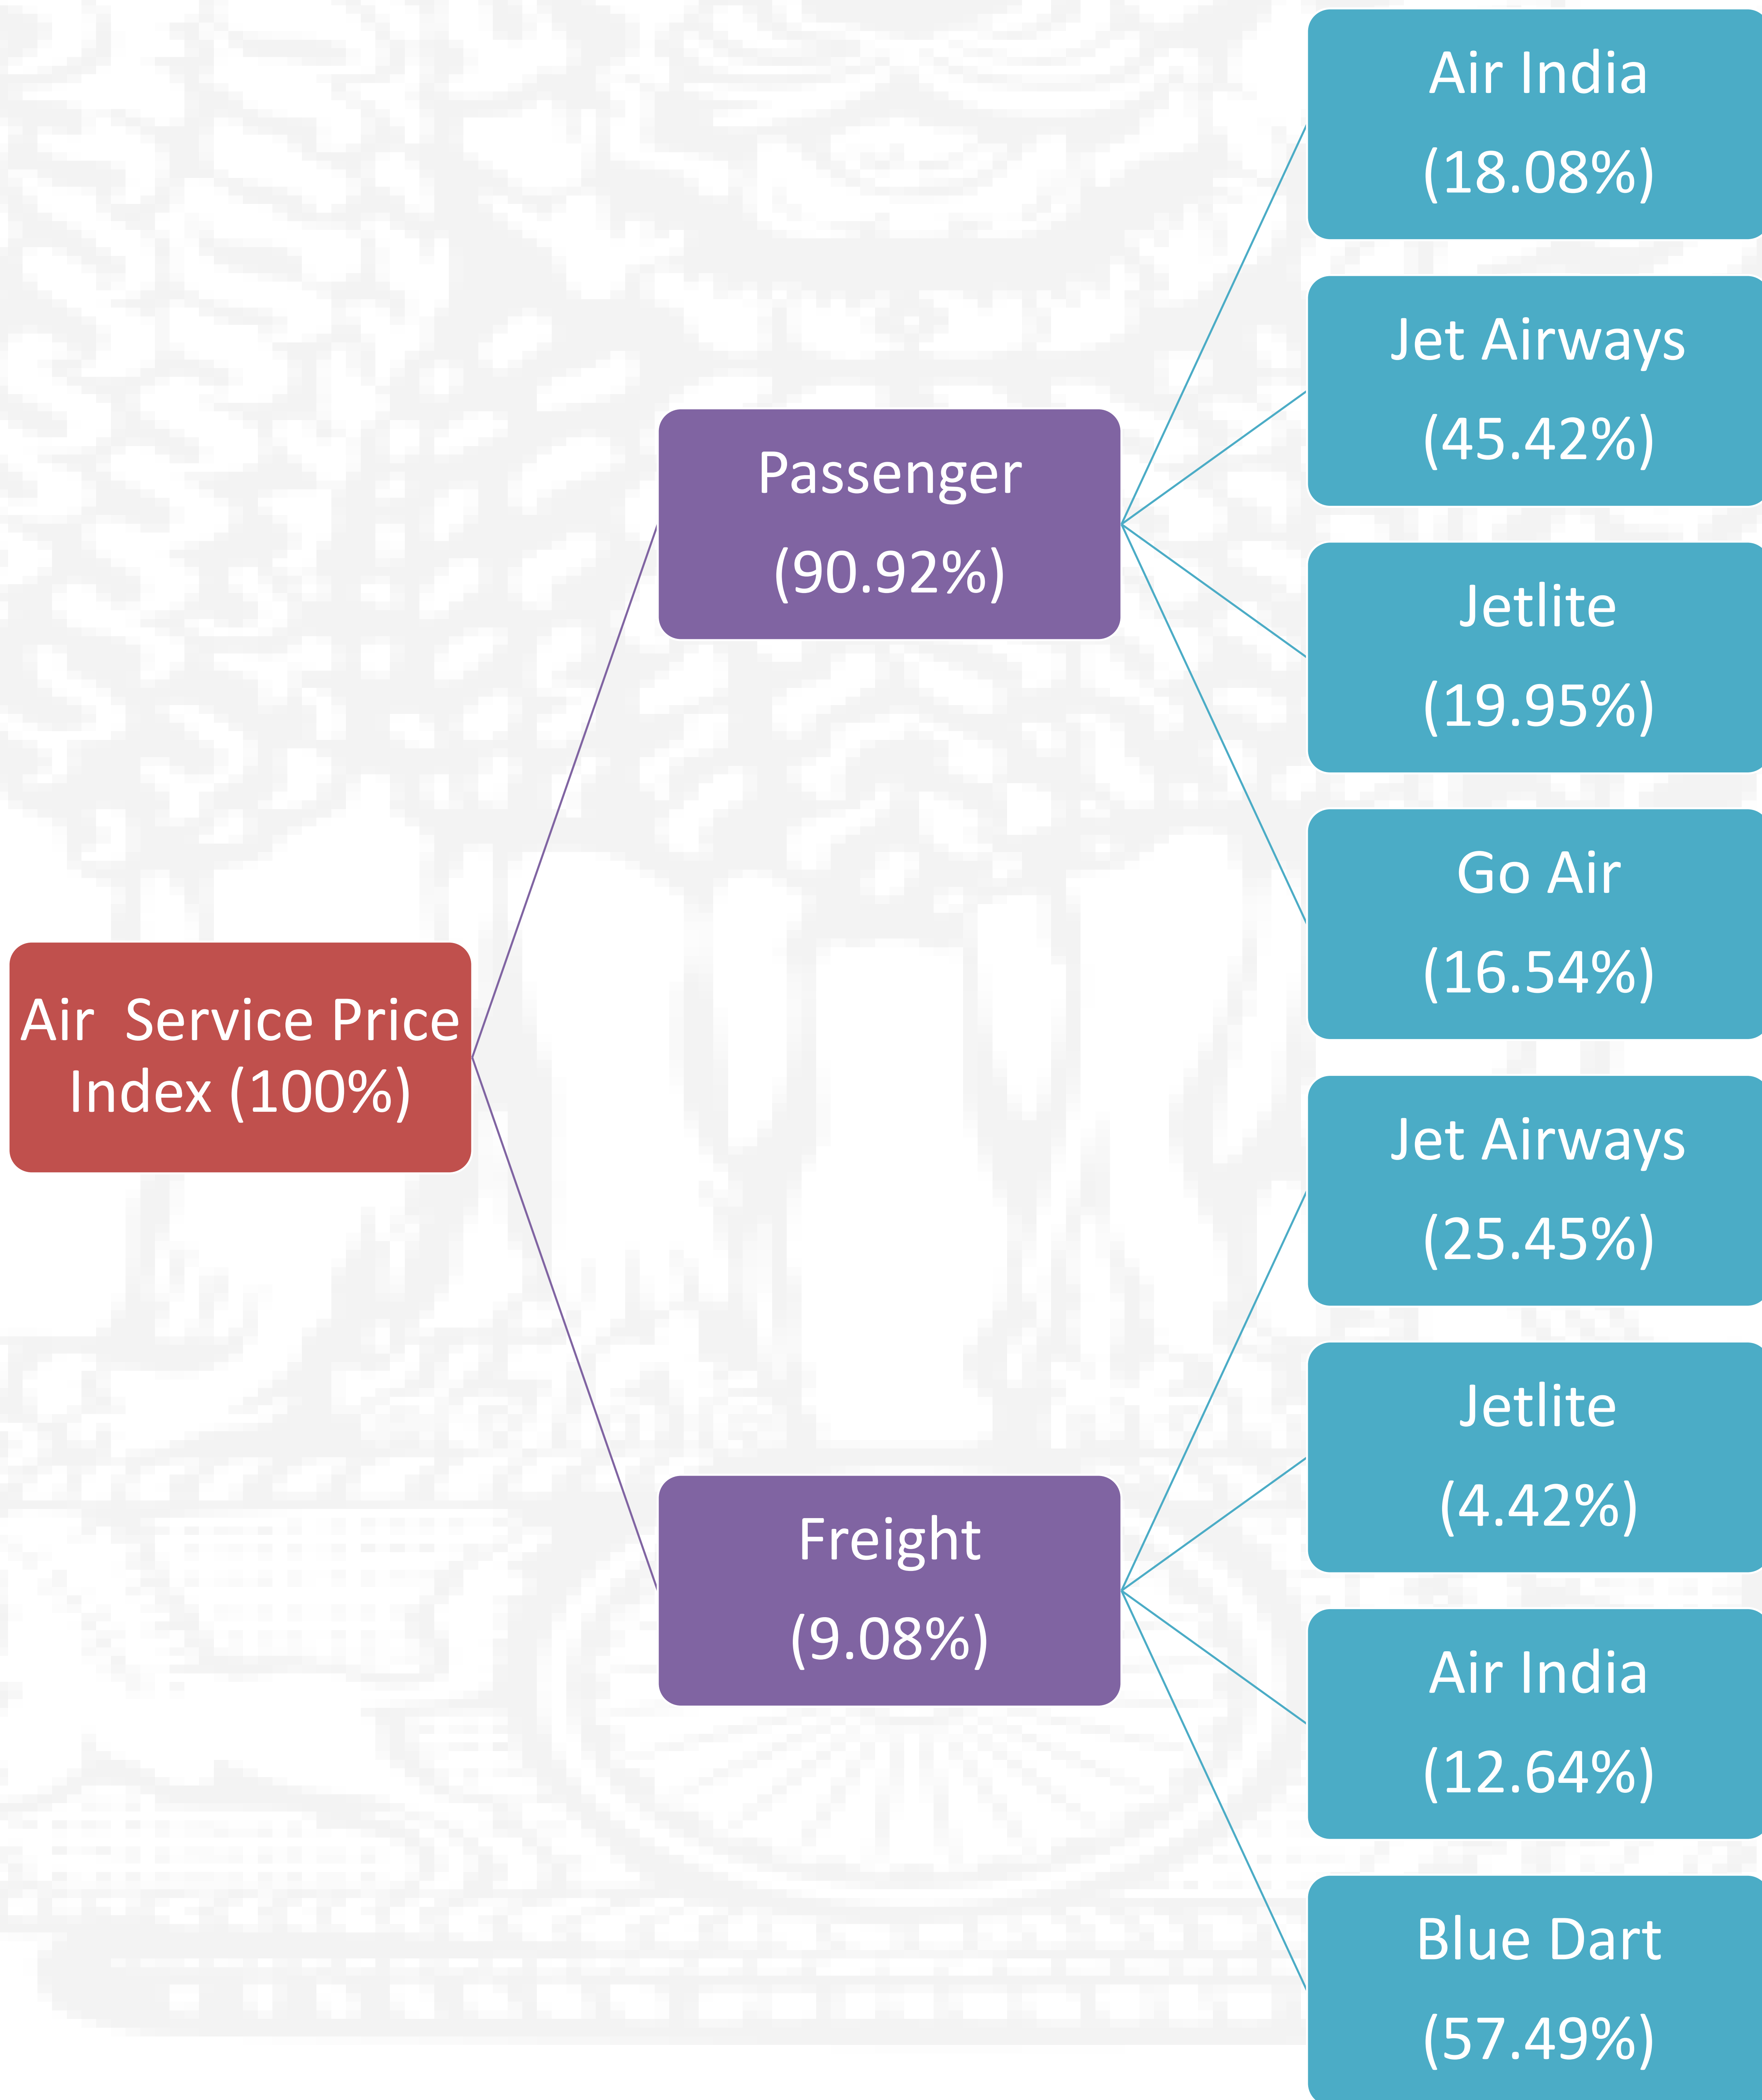 Air Service Price
Index (100%)
Passenger
(90.92%)
Air India
(18.08%)
Jet Airways
(45.42%)
Jetlite
(19.95%)
Go Air
(16.54%)
Freight
(9.08%)
Jet Airways
(25.45%)
Jetlite
(4.42%)
Air India
(12.64%)
Blue Dart
(57.49%)